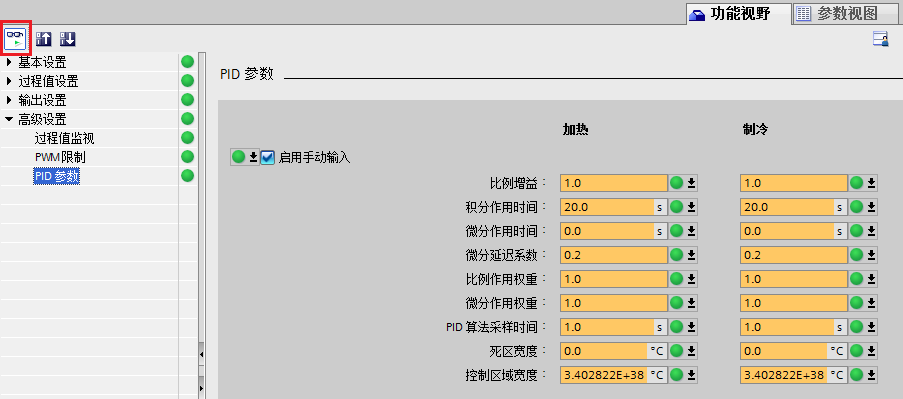 功能视野 参数视图
基本设置
过程值设置
输出设置
高级设置
过程值监视
PWM 限制
PID 参数
PID 参数
加热 制冷
启用手动输入
比例增益： 1.0 1.0
积分作用时间： 20.0 s 20.0 s
微分作用时间： 0.0 s 0.0 s
微分延迟系数： 0.2 0.2
比例作用权重： 1.0 1.0
微分作用权重： 1.0 1.0
PID 算法采样时间： 1.0 s 1.0 s
死区宽度： 0.0 °C 0.0 °C
控制区域宽度： 3.402822E+38 °C 3.402822E+38 °C